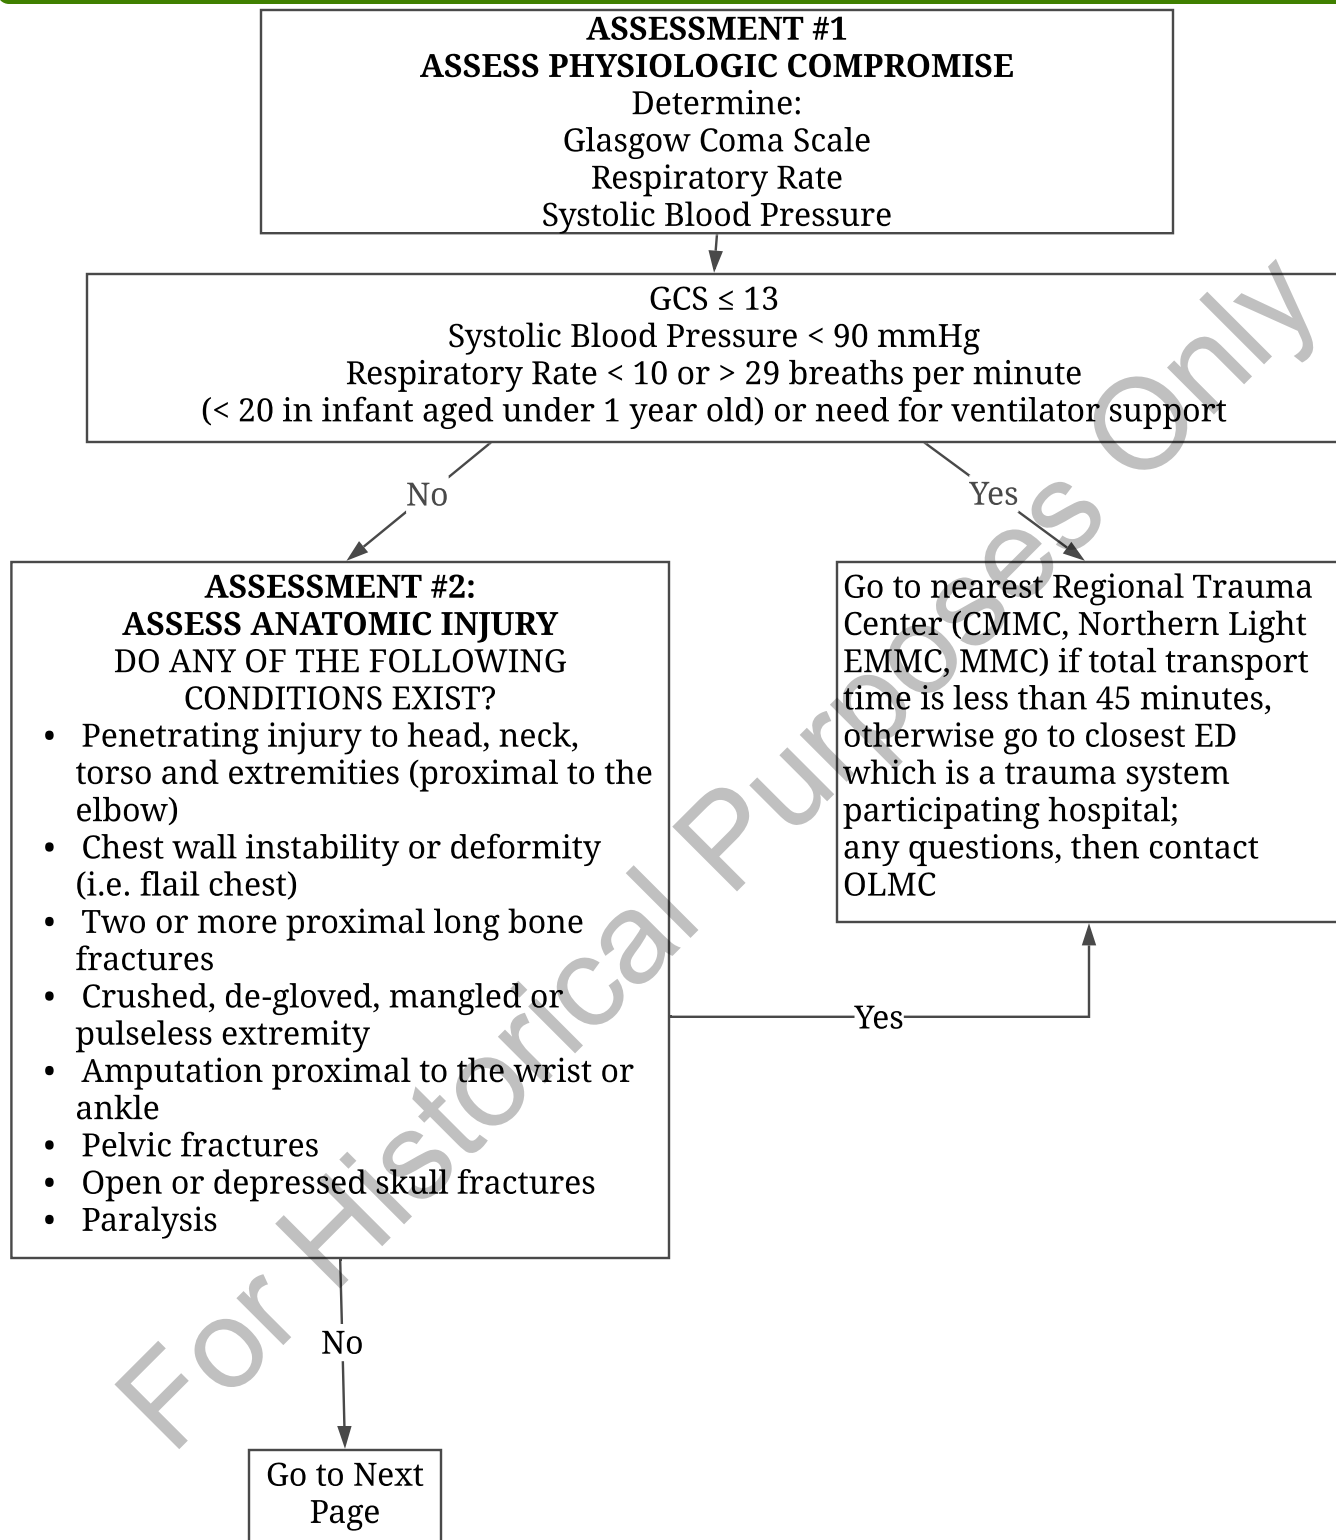 ASSESSMENT #1
ASSESS PHYSIOLOGIC COMPROMISE
Determine:
Glasgow Coma Scale
Respiratory Rate
Systolic Blood Pressure
GCS ≤ 13
Systolic Blood Pressure < 90 mmHg
Respiratory Rate < 10 or > 29 breaths per minute
(< 20 in infant aged under 1 year old) or need for ventilator support
No
Yes
ASSESSMENT #2:
ASSESS ANATOMIC INJURY
DO ANY OF THE FOLLOWING
CONDITIONS EXIST?
• Penetrating injury to head, neck,
torso and extremities (proximal to the
elbow)
• Chest wall instability or deformity
(i.e. flail chest)
• Two or more proximal long bone
fractures
• Crushed, de-gloved, mangled or
pulseless extremity
• Amputation proximal to the wrist or
ankle
• Pelvic fractures
• Open or depressed skull fractures
• Paralysis
Go to nearest Regional Trauma
Center (CMMC, Northern Light
EMMC, MMC) if total transport
time is less than 45 minutes,
otherwise go to closest ED
which is a trauma system
participating hospital;
any questions, then contact
OLMC
Yes
No
Go to Next
Page
For Historical Purposes Only